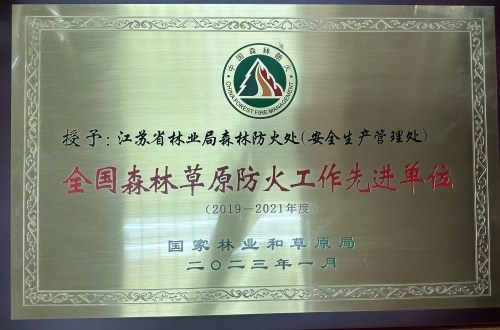 中国森林防火
CHINA FOREST FIRE MANAGEMENT
授予：江苏省林业局森林防火处(安全生产管理处)
全国森林草原防火工作先进单位
(2019－2021年度)
国家林业和草原局
二〇二三年一月